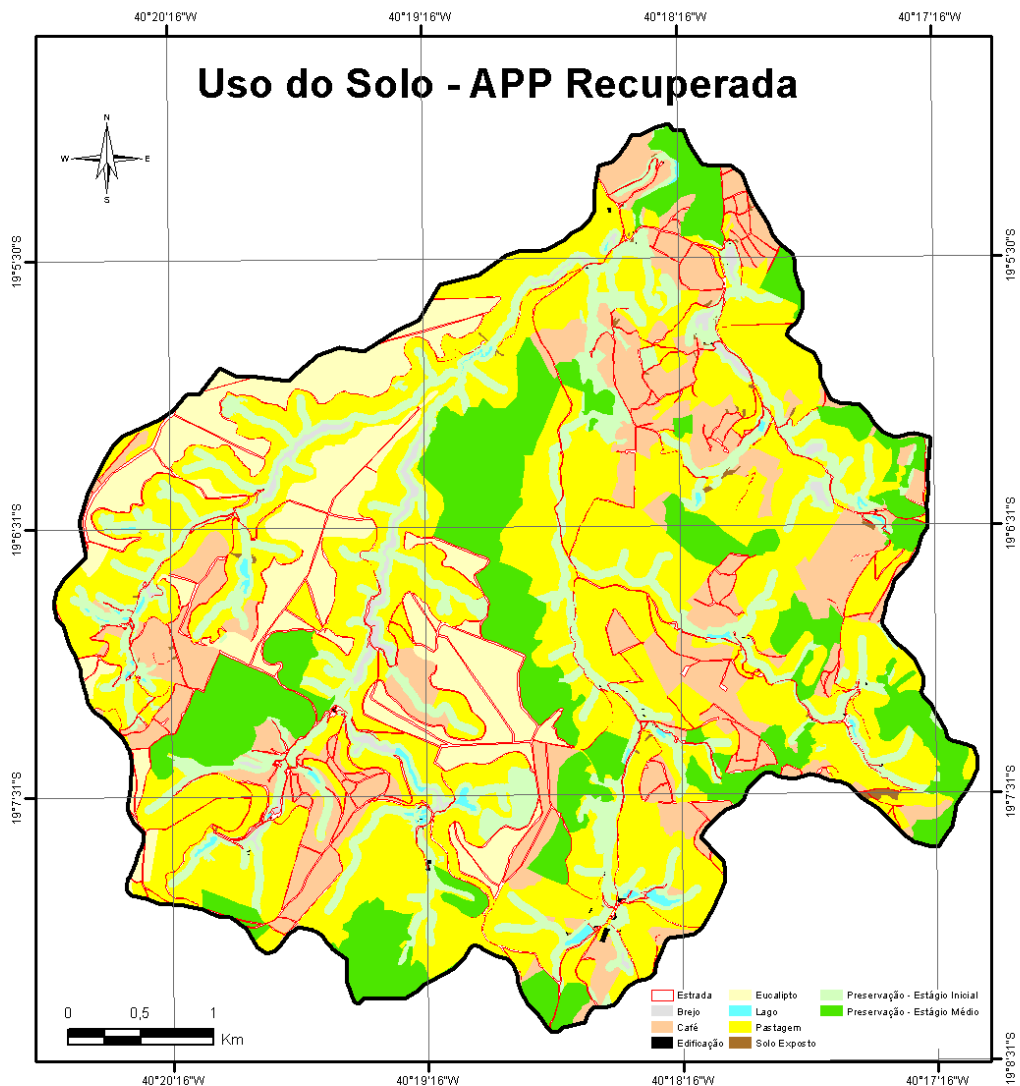 40°20'16"W 40°19'16"W 40°18'16"W 40°17'16"W
Uso do Solo - APP Recuperada
N
W E
S
19°5'30"S 19°5'30"S
19°6'31"S 19°6'31"S
19°7'31"S 19°7'31"S
19°8'31"S
0 0,5 1
Km
Estrada
Brejo
Café
Edificação
Eucalipto
Lago
Pastagem
Solo Exposto
Preservação - Estágio Inicial
Preservação - Estágio Médio
40°20'16"W 40°19'16"W 40°18'16"W 40°17'16"W